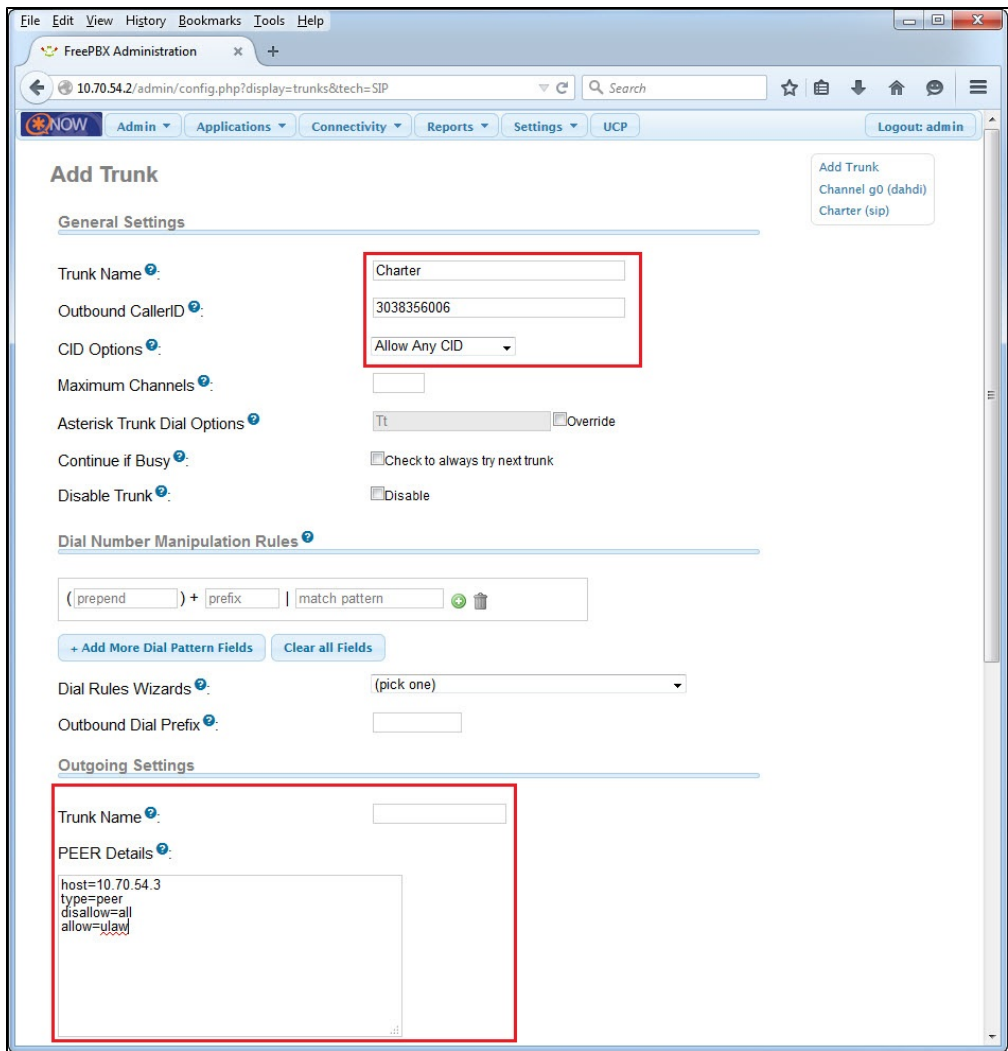 File Edit View History Bookmarks Tools Help
FreePBX Administration
10.70.54.2/admin/config.php?display=trunks&tech=SIP Search
NOW Admin Applications Connectivity Reports Settings UCP Logout: admin
Add Trunk
Add Trunk
Channel g0 (dahdi)
Charter (sip)
General Settings
Trunk Name ?: Charter
Outbound CallerID ?: 3038356006
CID Options ?: Allow Any CID
Maximum Channels ?:
Asterisk Trunk Dial Options ? Tt Override
Continue if Busy ?: Check to always try next trunk
Disable Trunk ?: Disable
Dial Number Manipulation Rules ?
( prepend ) + prefix | match pattern
+ Add More Dial Pattern Fields Clear all Fields
Dial Rules Wizards ?: (pick one)
Outbound Dial Prefix ?:
Outgoing Settings
Trunk Name ?:
PEER Details ?:
host=10.70.54.3
type=peer
disallow=all
allow=ulaw